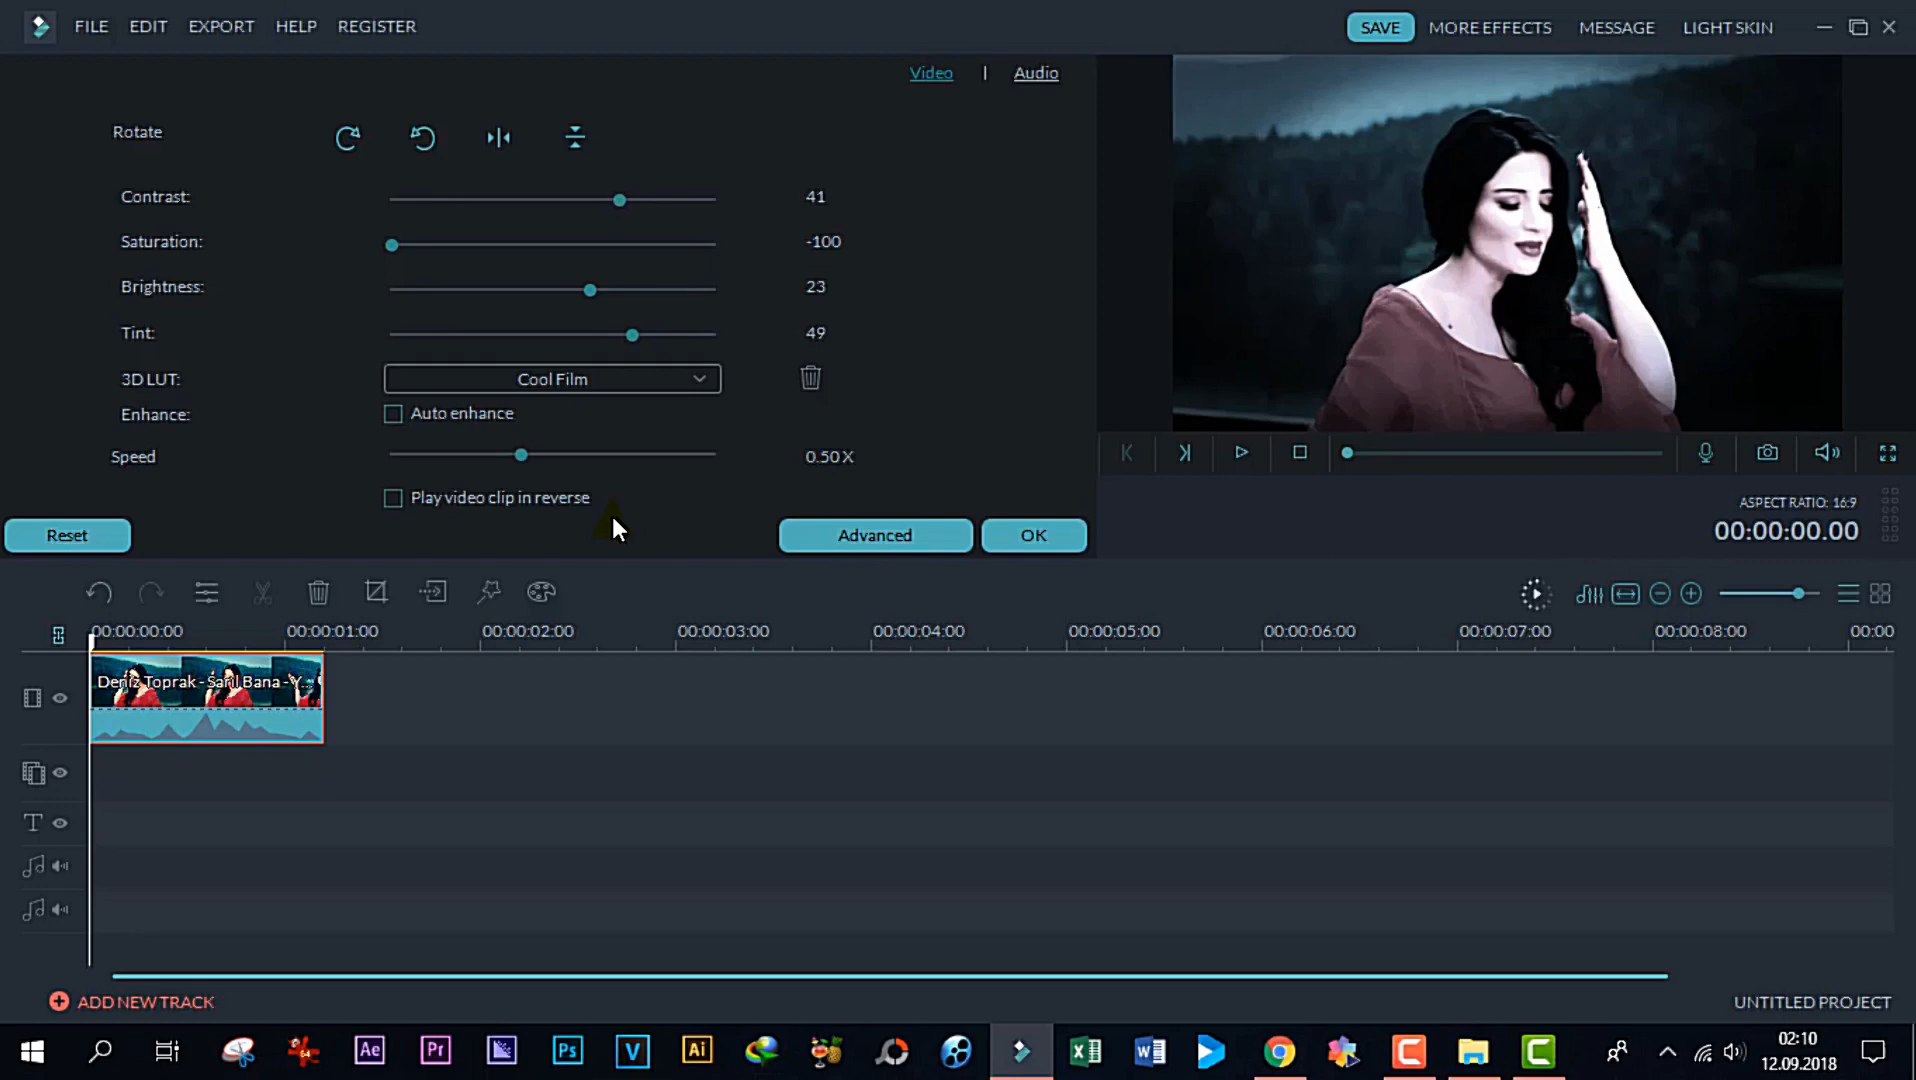 FILE EDIT EXPORT HELP REGISTER SAVE MORE EFFECTS MESSAGE LIGHT SKIN
Video | Audio
Rotate
Contrast: 41
Saturation: -100
Brightness: 23
Tint: 49
3D LUT: Cool Film
Enhance: Auto enhance
Speed 0.50 X
Play video clip in reverse
Reset Advanced OK
ASPECT RATIO: 16:9
00:00:00.00
00:00:00:00 00:00:01:00 00:00:02:00 00:00:03:00 00:00:04:00 00:00:05:00 00:00:06:00 00:00:07:00 00:00:08:00 00:00
Deniz Toprak - Sarıl Bana - Y...
T
ADD NEW TRACK UNTITLED PROJECT
Ae Pr Ps V Ai
02:10
12.09.2018